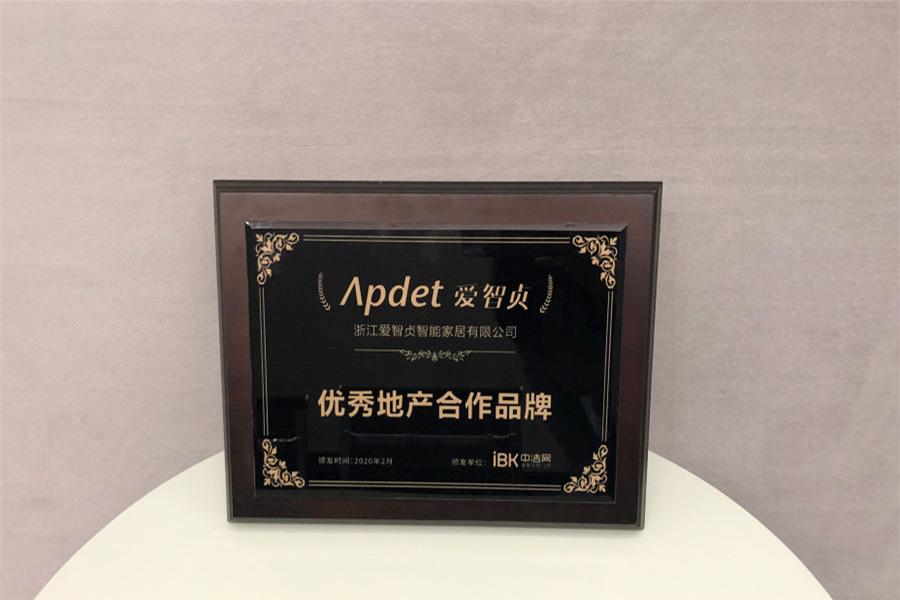 Apdet 爱智贞
浙江爱智贞智能家居有限公司
优秀地产合作品牌
颁发时间：2020年2月
颁发单位： iBK 中洁网